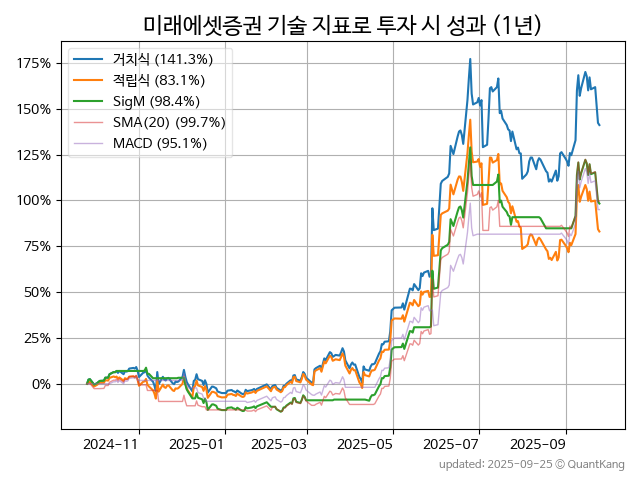 미래에셋증권 기술 지표로 투자 시 성과 (1년)
거치식 (141.3%)
적립식 (83.1%)
SigM (98.4%)
SMA(20) (99.7%)
MACD (95.1%)
175%
150%
125%
100%
75%
50%
25%
0%
2024-11
2025-01
2025-03
2025-05
2025-07
2025-09
updated: 2025-09-25 © QuantKang